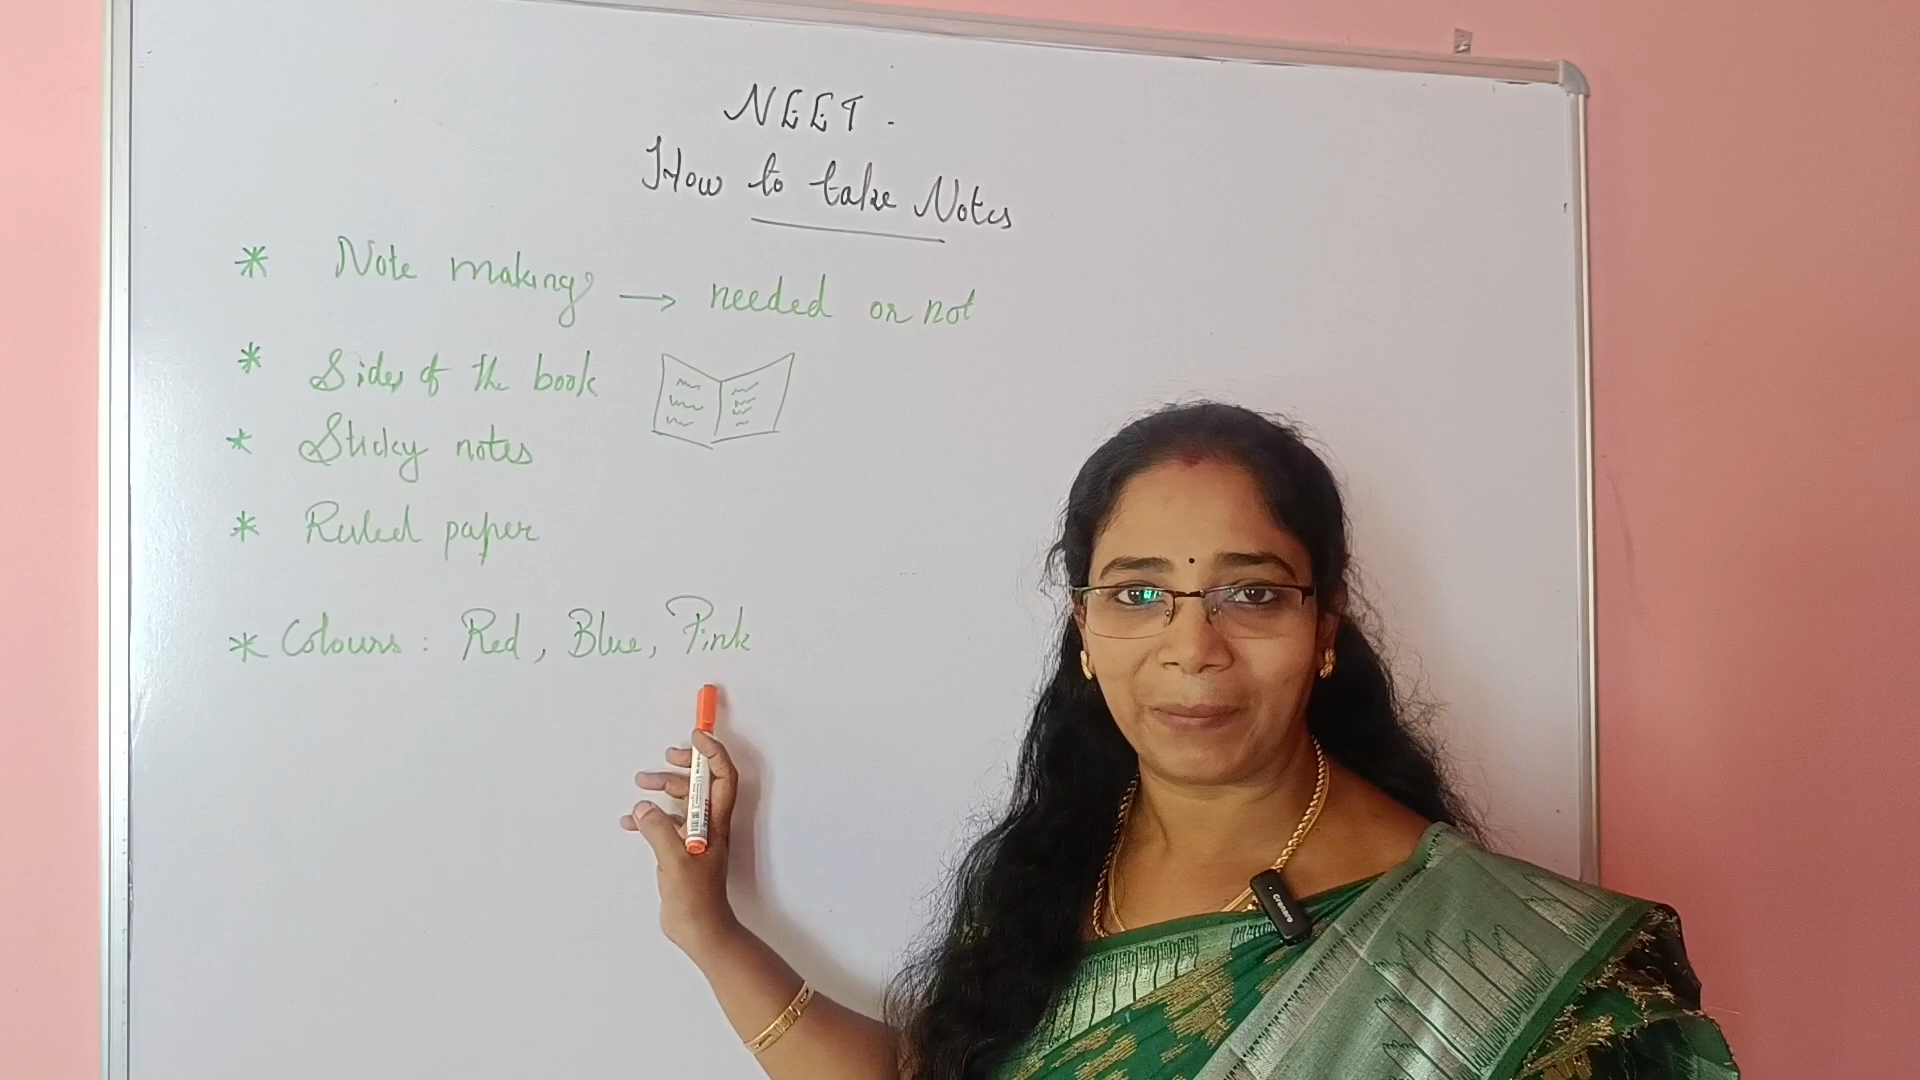 NEET.
How to take Notes
* Note making → needed or not
* Sides of the book
* Sticky notes
* Ruled paper
* Colours: Red, Blue, Pink
Grenaro